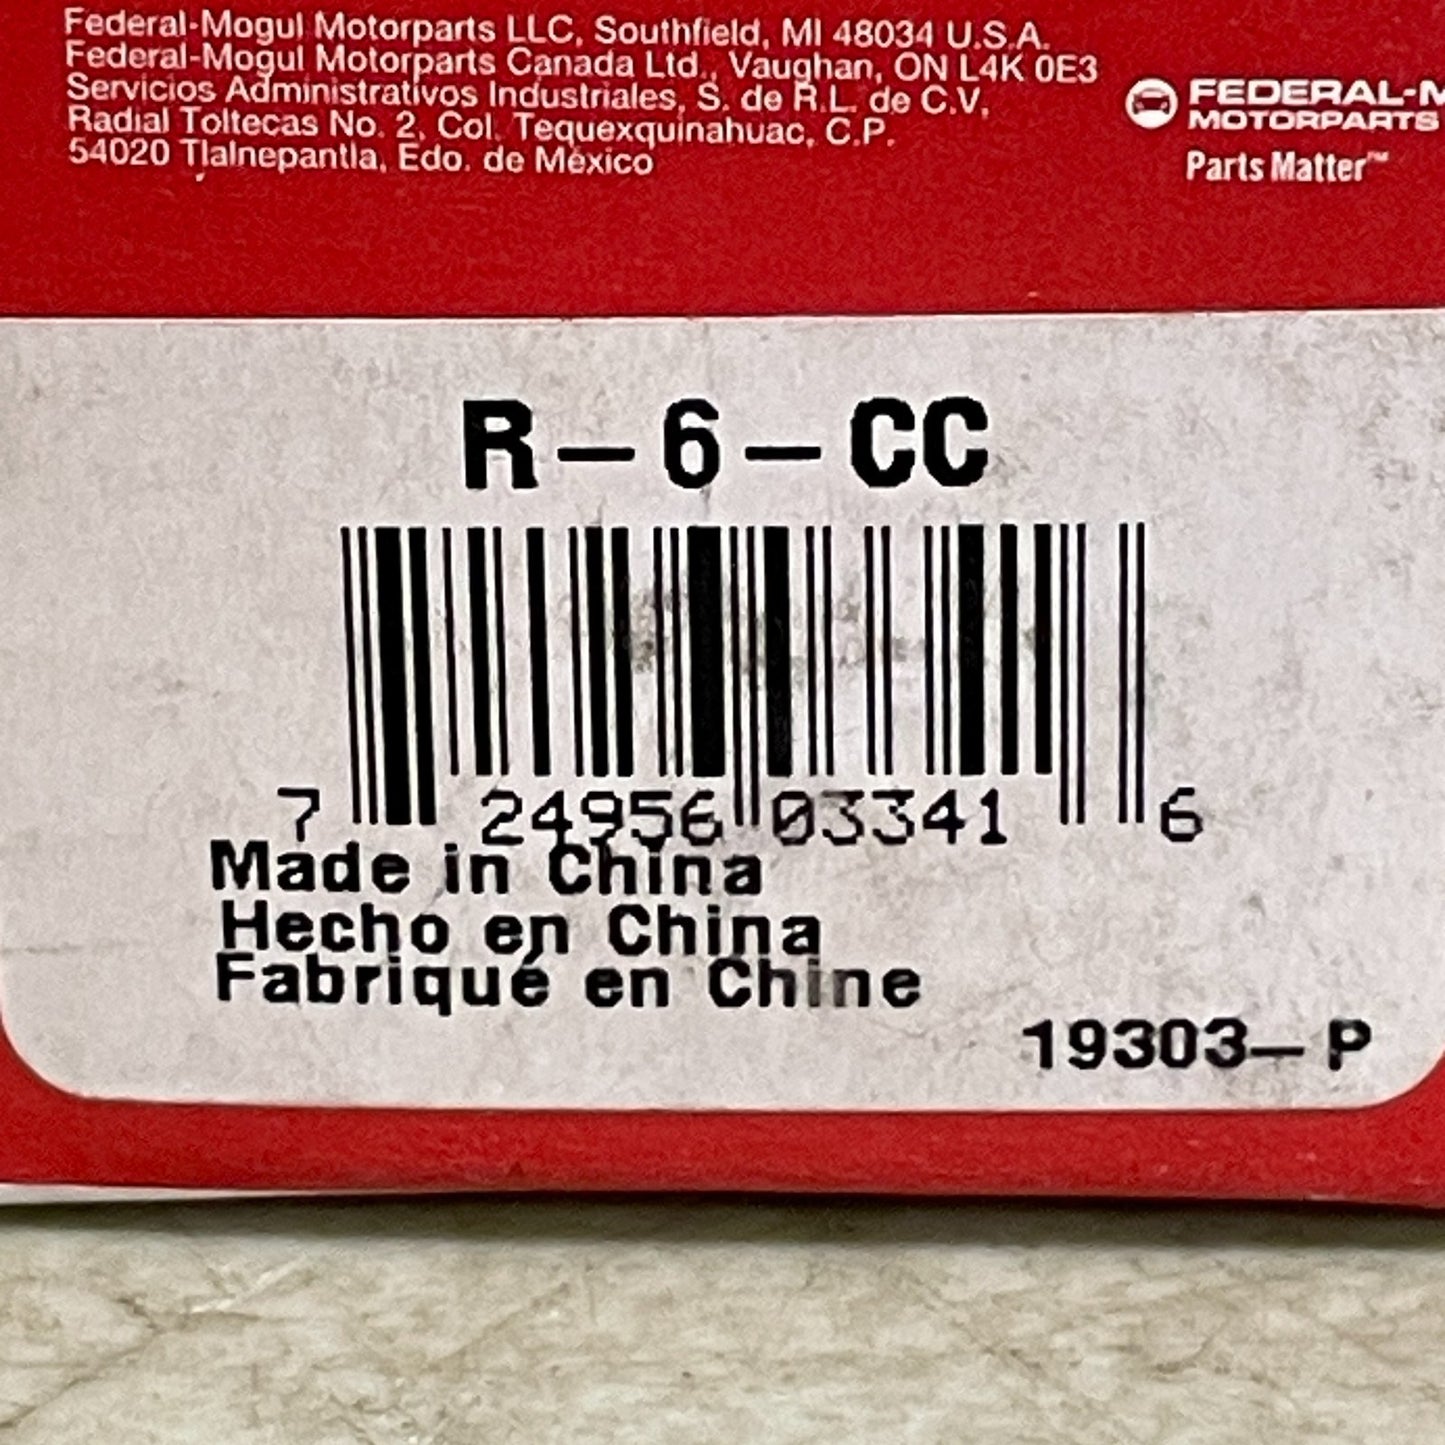 Federal-Mogul Motorparts LLC, Southfield, MI 48034 U.S.A.
Federal-Mogul Motorparts Canada Ltd., Vaughan, ON L4K 0E3
Servicios Administrativos Industriales, S. de R.L. de C.V,
Radial Toltecas No. 2, Col. Tequexquinahuac, C.P.
54020 Tlalnepantla, Edo. de México
FEDERAL-M
MOTORPARTS
Parts Matter™
R-6-CC
7 24956 03341 6
Made in China
Hecho en China
Fabriqué en Chine
19303-P